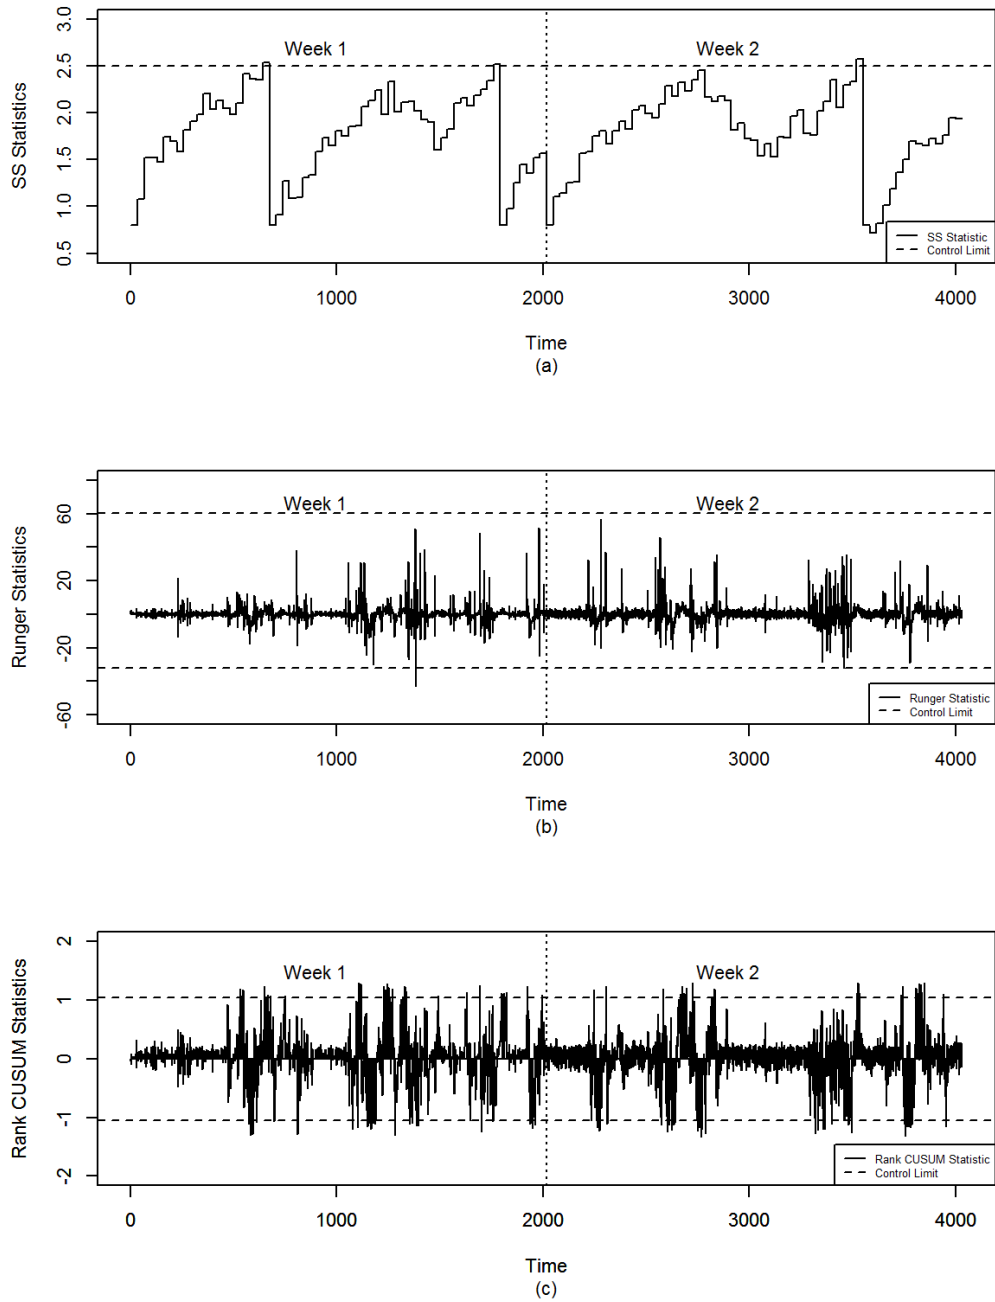 SS Statistics
3.0
2.5
2.0
1.5
1.0
0.5
Week 1
Week 2
SS Statistic
Control Limit
0
1000
2000
3000
4000
Time
(a)
Runger Statistics
60
20
-20
-60
Week 1
Week 2
Runger Statistic
Control Limit
0
1000
2000
3000
4000
Time
(b)
Rank CUSUM Statistics
2
1
0
-1
-2
Week 1
Week 2
Rank CUSUM Statistic
Control Limit
0
1000
2000
3000
4000
Time
(c)